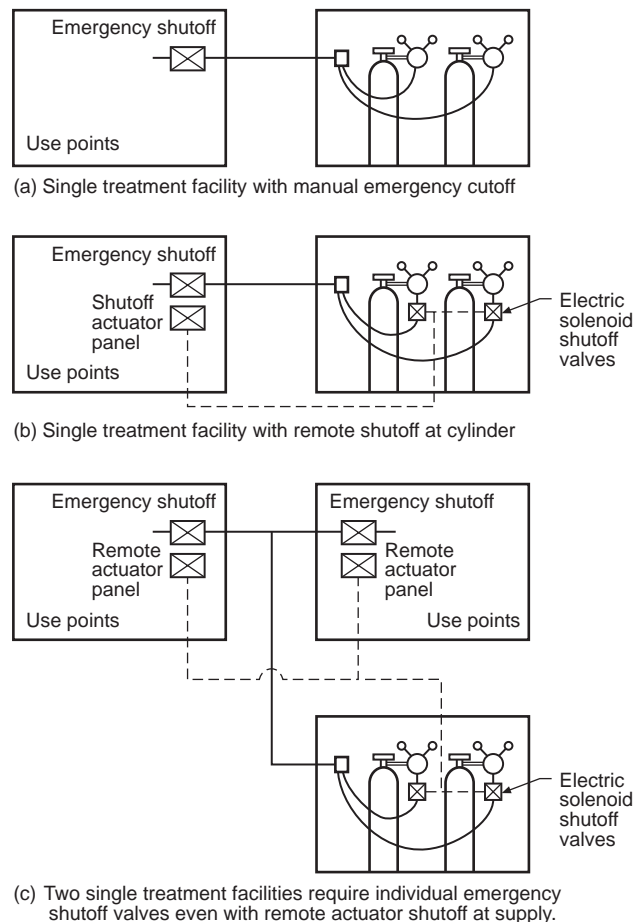 Emergency shutoff
Use points
(a) Single treatment facility with manual emergency cutoff
Emergency shutoff
Shutoff
actuator
panel
Use points
Electric
solenoid
shutoff
valves
(b) Single treatment facility with remote shutoff at cylinder
Emergency shutoff
Remote
actuator
panel
Use points
Emergency shutoff
Remote
actuator
panel
Use points
Electric
solenoid
shutoff
valves
(c) Two single treatment facilities require individual emergency
shutoff valves even with remote actuator shutoff at supply.